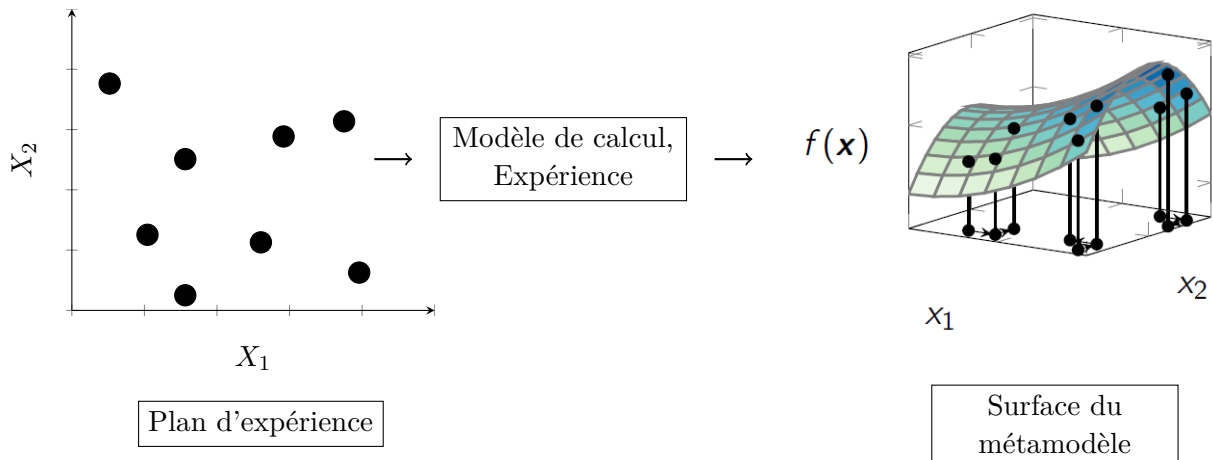 X2
X1
Plan d'expérience
Modèle de calcul,
Expérience
f(x)
x1
x2
Surface du
métamodèle